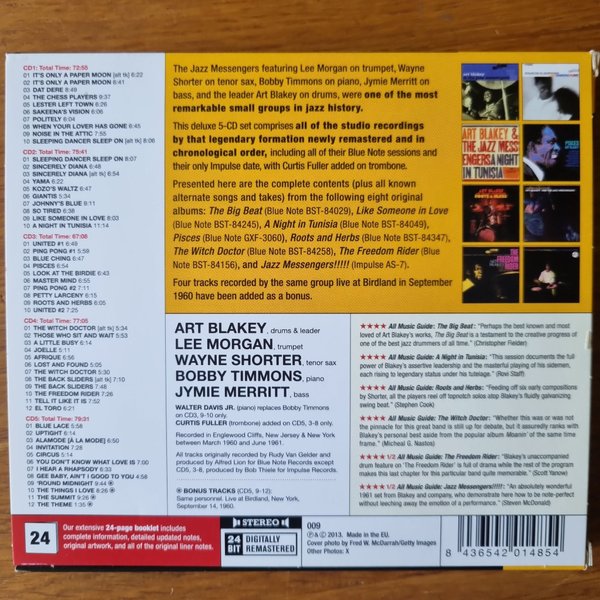 CD1: Total Time: 72:55
01 IT'S ONLY A PAPER MOON [alt tk] 6:22
02 IT'S ONLY A PAPER MOON 6:41
03 DAT DERE 8:49
04 THE CHESS PLAYERS 9:37
05 LESTER LEFT TOWN 6:26
06 SAKEENA'S VISION 6:06
07 POLITELY 6:04
08 WHEN YOUR LOVER HAS GONE 6:45
09 NOISE IN THE ATTIC 7:55
10 SLEEPING DANCER SLEEP ON [alt tk] 8:06
CD2: Total Time: 75:41
01 SLEEPING DANCER SLEEP ON 8:07
02 SINCERELY DIANA 6:47
03 SINCERELY DIANA [alt tk] 6:54
04 YAMA 6:22
05 KOZO'S WALTZ 6:47
06 GIANTIS 5:34
07 JOHNNY'S BLUE 8:11
08 SO TIRED 6:38
09 LIKE SOMEONE IN LOVE 8:03
10 A NIGHT IN TUNISIA 11:14
CD3: Total Time: 67:08
01 UNITED #1 6:49
02 PING PONG #1 5:59
03 BLUE CHING 6:47
04 PISCES 6:54
05 LOOK AT THE BIRDIE 6:43
06 MASTER MIND 6:55
07 PING PONG #2 7:11
08 PETTY LARCENY 6:15
09 ROOTS AND HERBS 6:02
10 UNITED #2 7:25
CD4: Total Time: 77:05
01 THE WITCH DOCTOR [alt tk] 5:34
02 THOSE WHO SIT AND WAIT 5:53
03 A LITTLE BUSY 6:14
04 JOELLE 5:11
05 AFRIQUE 6:56
06 LOST AND FOUND 5:05
07 THE WITCH DOCTOR 5:30
08 THE BACK SLIDERS [alt tk] 7:10
09 THE BACK SLIDERS 7:50
10 THE FREEDOM RIDER 7:26
11 TELL IT LIKE IT IS 7:52
12 EL TORO 6:21
CD5: Total Time: 79:31
01 BLUE LACE 5:58
02 UPTIGHT 6:14
03 ALAMODE [À LA MODE] 6:50
04 INVITATION 7:28
05 CIRCUS 5:14
06 YOU DON'T KNOW WHAT LOVE IS 7:00
07 I HEAR A RHAPSODY 6:33
08 GEE BABY, AIN'T I GOOD TO YOU 4:58
09 'ROUND MIDNIGHT 9:44
10 THE THINGS I LOVE 8:26
11 THE SUMMIT 9:28
12 THE THEME 1:35
The Jazz Messengers featuring Lee Morgan on trumpet, Wayne
Shorter on tenor sax, Bobby Timmons on piano, Jymie Merritt on
bass, and the leader Art Blakey on drums, were one of the most
remarkable small groups in jazz history.
This deluxe 5-CD set comprises all of the studio recordings
by that legendary formation newly remastered and in
chronological order, including all of their Blue Note sessions and
their only Impulse date, with Curtis Fuller added on trombone.
Presented here are the complete contents (plus all known
alternate songs and takes) from the following eight original
albums: The Big Beat (Blue Note BST-84029), Like Someone in Love
(Blue Note BST-84245), A Night in Tunisia (Blue Note BST-84049),
Pisces (Blue Note GXF-3060), Roots and Herbs (Blue Note BST-84347),
The Witch Doctor (Blue Note BST-84258), The Freedom Rider (Blue
Note BST-84156), and Jazz Messengers!!!!! (Impulse AS-7).
Four tracks recorded by the same group live at Birdland in September
1960 have been added as a bonus.
ART BLAKEY &
THE JAZZ MESS
ENGERS A NIGHT
IN TUNISIA
PISCES
ART BLAKEY
ROOTS & HERBS
THE
FREEDOM
RIDER
ART BLAKEY, drums & leader
LEE MORGAN, trumpet
WAYNE SHORTER, tenor sax
BOBBY TIMMONS, piano
JYMIE MERRITT, bass
WALTER DAVIS JR. (piano) replaces Bobby Timmons
on CD3, 9-10 only.
CURTIS FULLER (trombone) added on CD5, 3-8 only.
Recorded in Englewood Cliffs, New Jersey & New York
between March 1960 and June 1961.
All tracks originally recorded by Rudy Van Gelder and
produced by Alfred Lion for Blue Note Records except
CD5, 3-8, produced by Bob Thiele for Impulse Records.
BONUS TRACKS (CD5, 9-12):
Same personnel. Live at Birdland, New York,
September 14, 1960.
★★★★ All Music Guide: The Big Beat: "Perhaps the best known and most
loved of Art Blakey's works, The Big Beat is a testament to the creative progress
of one of the best jazz drummers of all time." (Christopher Fielder)
★★★★ All Music Guide: A Night in Tunisia: "This session documents the full
power of Blakey's assertive leadership and the masterful playing of his sidemen,
each rising to legendary status under his tutelage." (Ron Staff)
★★★★ All Music Guide: Roots and Herbs: "Feeding off six early compositions
by Shorter, all the players reel off topnotch solos atop Blakey's fluidly galvanizing
swing beat." (Stephen Cook)
★★★★ All Music Guide: The Witch Doctor: "Whether this was or was not
the pinnacle for this great band is still up for debate, but it assuredly ranks with
Blakey's personal best aside from the popular album Moanin' of the same time
frame." (Micheal G. Nastos)
★★★★ 1/2 All Music Guide: The Freedom Rider: "Blakey's unaccompanied
drum feature on 'The Freedom Rider' is full of drama while the rest of the program
makes this last chapter for this particular band quite memorable." (Scott Yanow)
★★★★ 1/2 All Music Guide: Jazz Messengers!!!!!: "An absolutely wonderful
1961 set from Blakey and company, who demonstrate here how to be note-perfect
without leeching away the emotion of a performance." (Steven McDonald)
24
Our extensive 24-page booklet includes
complete information, detailed updated notes,
original artwork, and all of the original liner notes.
STEREO
24
BIT
DIGITALLY
REMASTERED
009
℗ & © 2013. Made in the EU.
Cover photo by Fred W. McDarrah/Getty Images
Other Photos: X
8 436542 014854